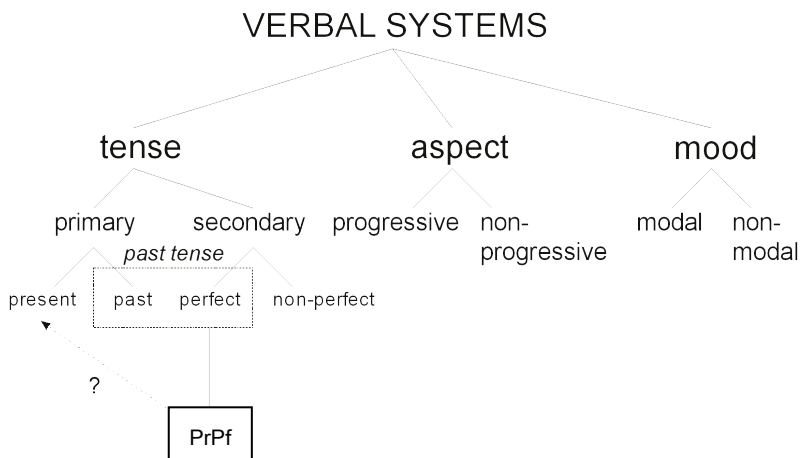 VERBAL SYSTEMS
tense aspect mood
primary secondary progressive non-
progressive modal non-
modal
past tense
present past perfect non-perfect
?
PrPf